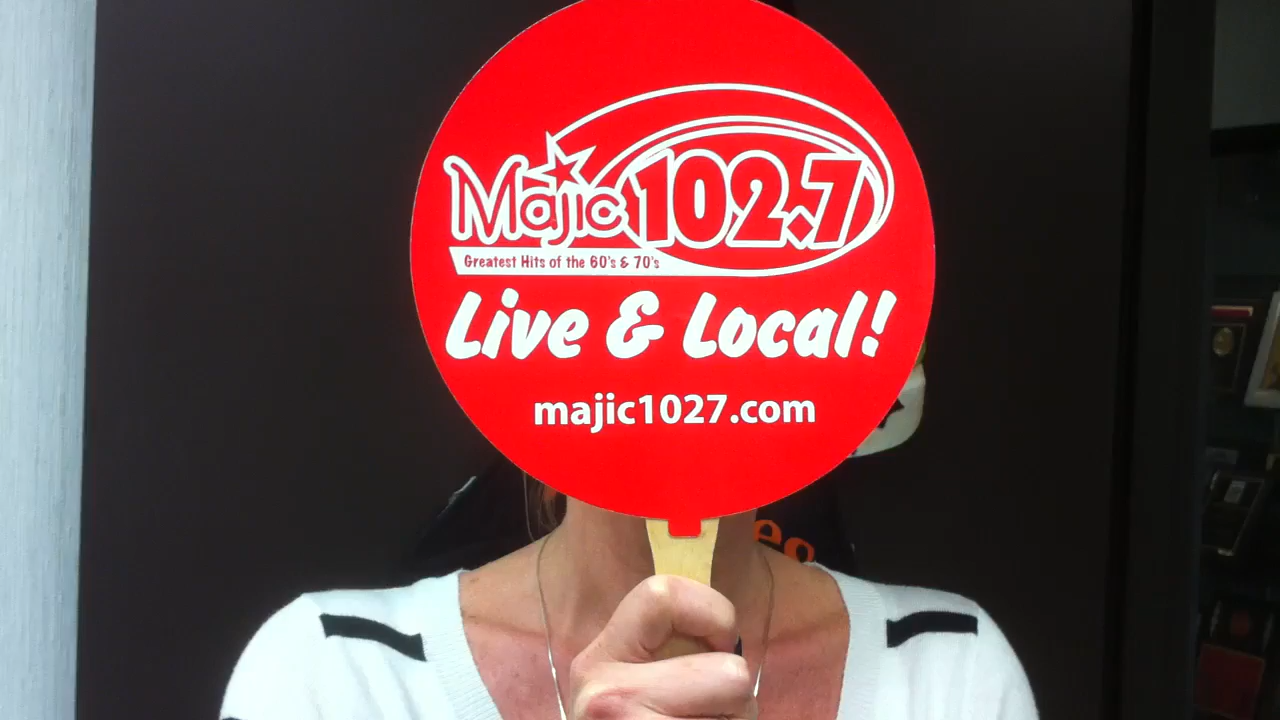 Majic 102.7
Greatest Hits of the 60's & 70's
Live & Local!
majic1027.com